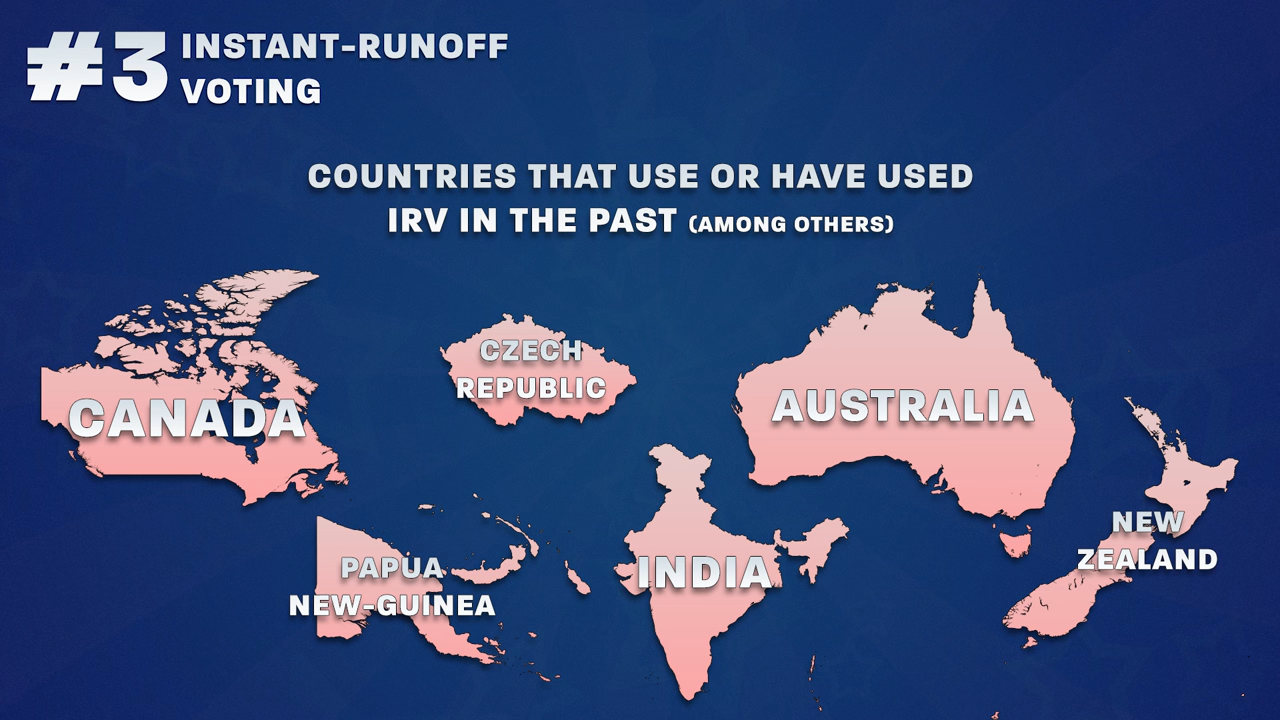 #3 INSTANT-RUNOFF
VOTING
COUNTRIES THAT USE OR HAVE USED
IRV IN THE PAST (AMONG OTHERS)
CANADA
CZECH
REPUBLIC
AUSTRALIA
PAPUA
NEW-GUINEA
INDIA
NEW
ZEALAND